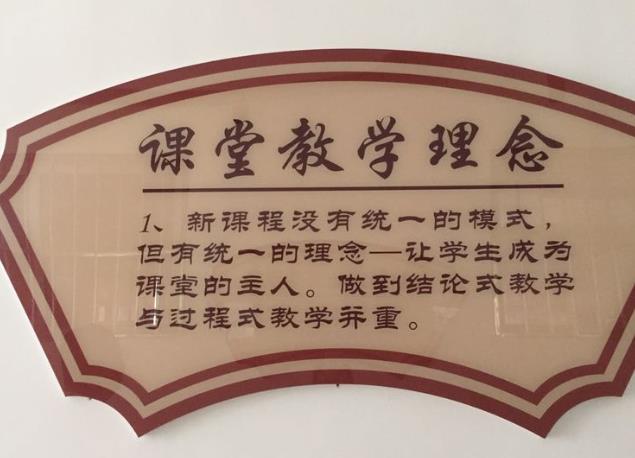 课堂教学理念
1、新课程没有统一的模式，
但有统一的理念—让学生成为
课堂的主人。做到结论式教学
与过程式教学并重。